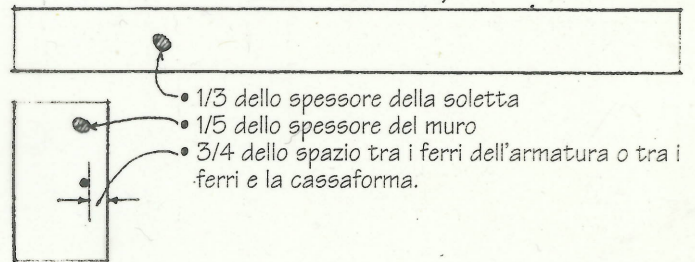 • 1/3 dello spessore della soletta
• 1/5 dello spessore del muro
• 3/4 dello spazio tra i ferri dell'armatura o tra i
ferri e la cassaforma.